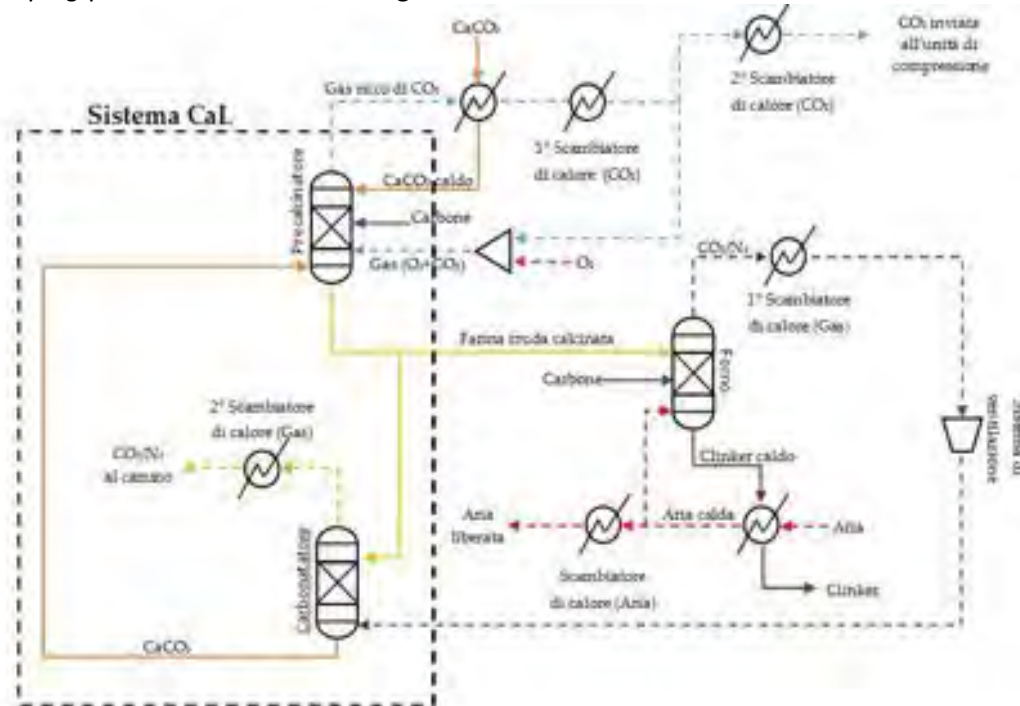 CaCO₃
CO₂ inviata
all'unità di
compressione
2° Scambiatore
di calore (CO₂)
Gas ricco di CO₂
Sistema CaL
1° Scambiatore
di calore (CO₂)
Precalcinatore
CaCO₃ caldo
Carbone
Gas (O₂+CO₂)
O₂
CO₂/N₂
1° Scambiatore
di calore (Gas)
Farina cruda calcinata
Forno
Carbone
2° Scambiatore
di calore (Gas)
Sistema di
ventilazione
CO₂/N₂
al camino
Clinker caldo
Aria
liberata
Aria calda
Aria
Carbonatatore
Scambiatore
di calore (Aria)
Clinker
CaCO₃